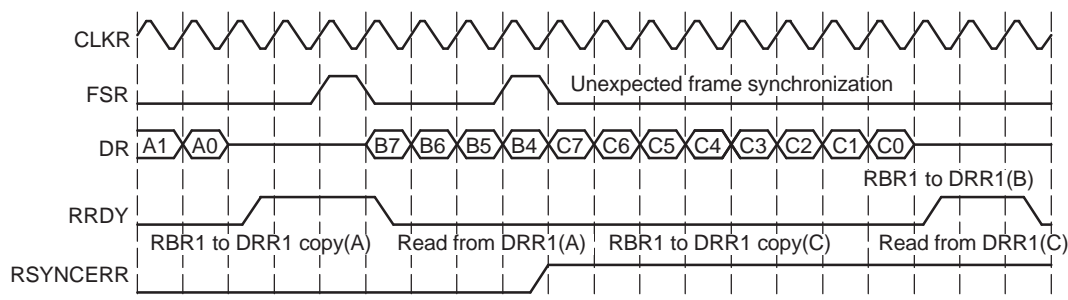 CLKR
FSR
Unexpected frame synchronization
DR A1 A0 B7 B6 B5 B4 C7 C6 C5 C4 C3 C2 C1 C0
RBR1 to DRR1(B)
RRDY
RBR1 to DRR1 copy(A) Read from DRR1(A) RBR1 to DRR1 copy(C) Read from DRR1(C)
RSYNCERR